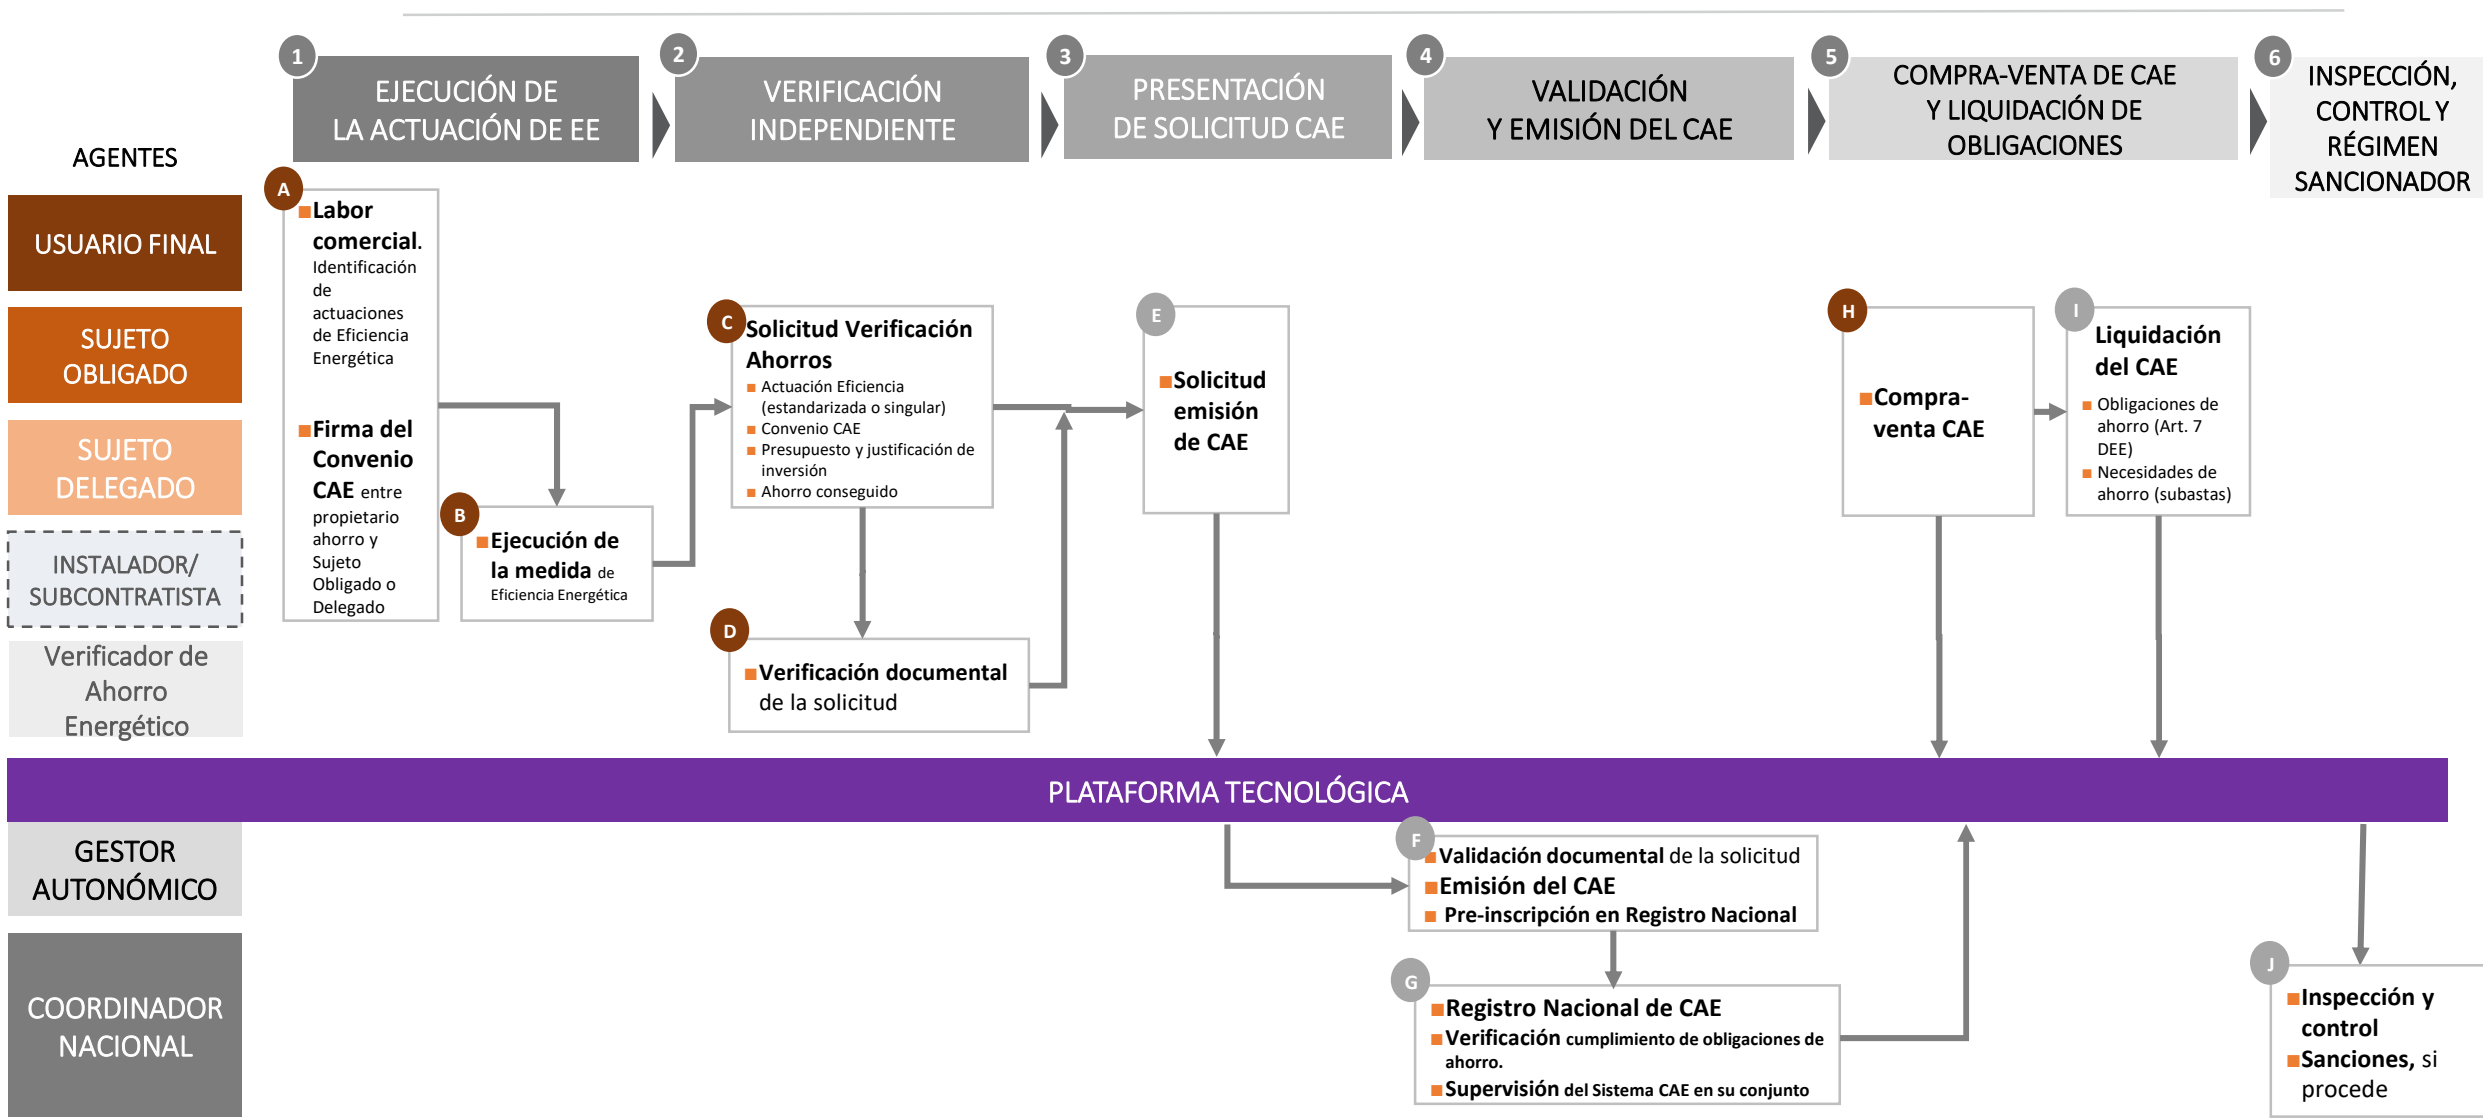 1
EJECUCIÓN DE
LA ACTUACIÓN DE EE
2
VERIFICACIÓN
INDEPENDIENTE
3
PRESENTACIÓN
DE SOLICITUD CAE
4
VALIDACIÓN
Y EMISIÓN DEL CAE
5
COMPRA-VENTA DE CAE
Y LIQUIDACIÓN DE
OBLIGACIONES
6
INSPECCIÓN,
CONTROL Y
RÉGIMEN
SANCIONADOR
AGENTES
USUARIO FINAL
SUJETO
OBLIGADO
SUJETO
DELEGADO
INSTALADOR/
SUBCONTRATISTA
Verificador de
Ahorro
Energético
A
Labor
comercial.
Identificación
de
actuaciones
de Eficiencia
Energética
Firma del
Convenio
CAE entre
propietario
ahorro y
Sujeto
Obligado o
Delegado
B
Ejecución de
la medida de
Eficiencia Energética
C
Solicitud Verificación
Ahorros
Actuación Eficiencia
(estandarizada o singular)
Convenio CAE
Presupuesto y justificación de
inversión
Ahorro conseguido
D
Verificación documental
de la solicitud
E
Solicitud
emisión
de CAE
H
Compra-
venta CAE
I
Liquidación
del CAE
Obligaciones de
ahorro (Art. 7
DEE)
Necesidades de
ahorro (subastas)
PLATAFORMA TECNOLÓGICA
GESTOR
AUTONÓMICO
COORDINADOR
NACIONAL
F
Validación documental de la solicitud
Emisión del CAE
Pre-inscripción en Registro Nacional
G
Registro Nacional de CAE
Verificación cumplimiento de obligaciones de
ahorro.
Supervisión del Sistema CAE en su conjunto
J
Inspección y
control
Sanciones, si
procede